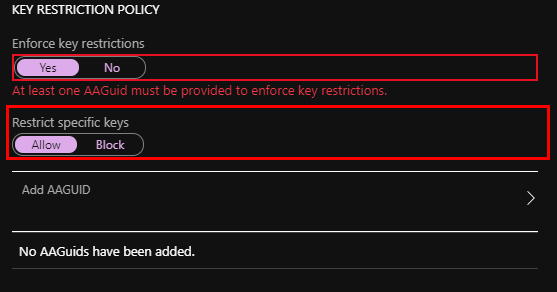 KEY RESTRICTION POLICY
Enforce key restrictions
Yes No
At least one AAGuid must be provided to enforce key restrictions.
Restrict specific keys
Allow Block
Add AAGUID
No AAGuids have been added.